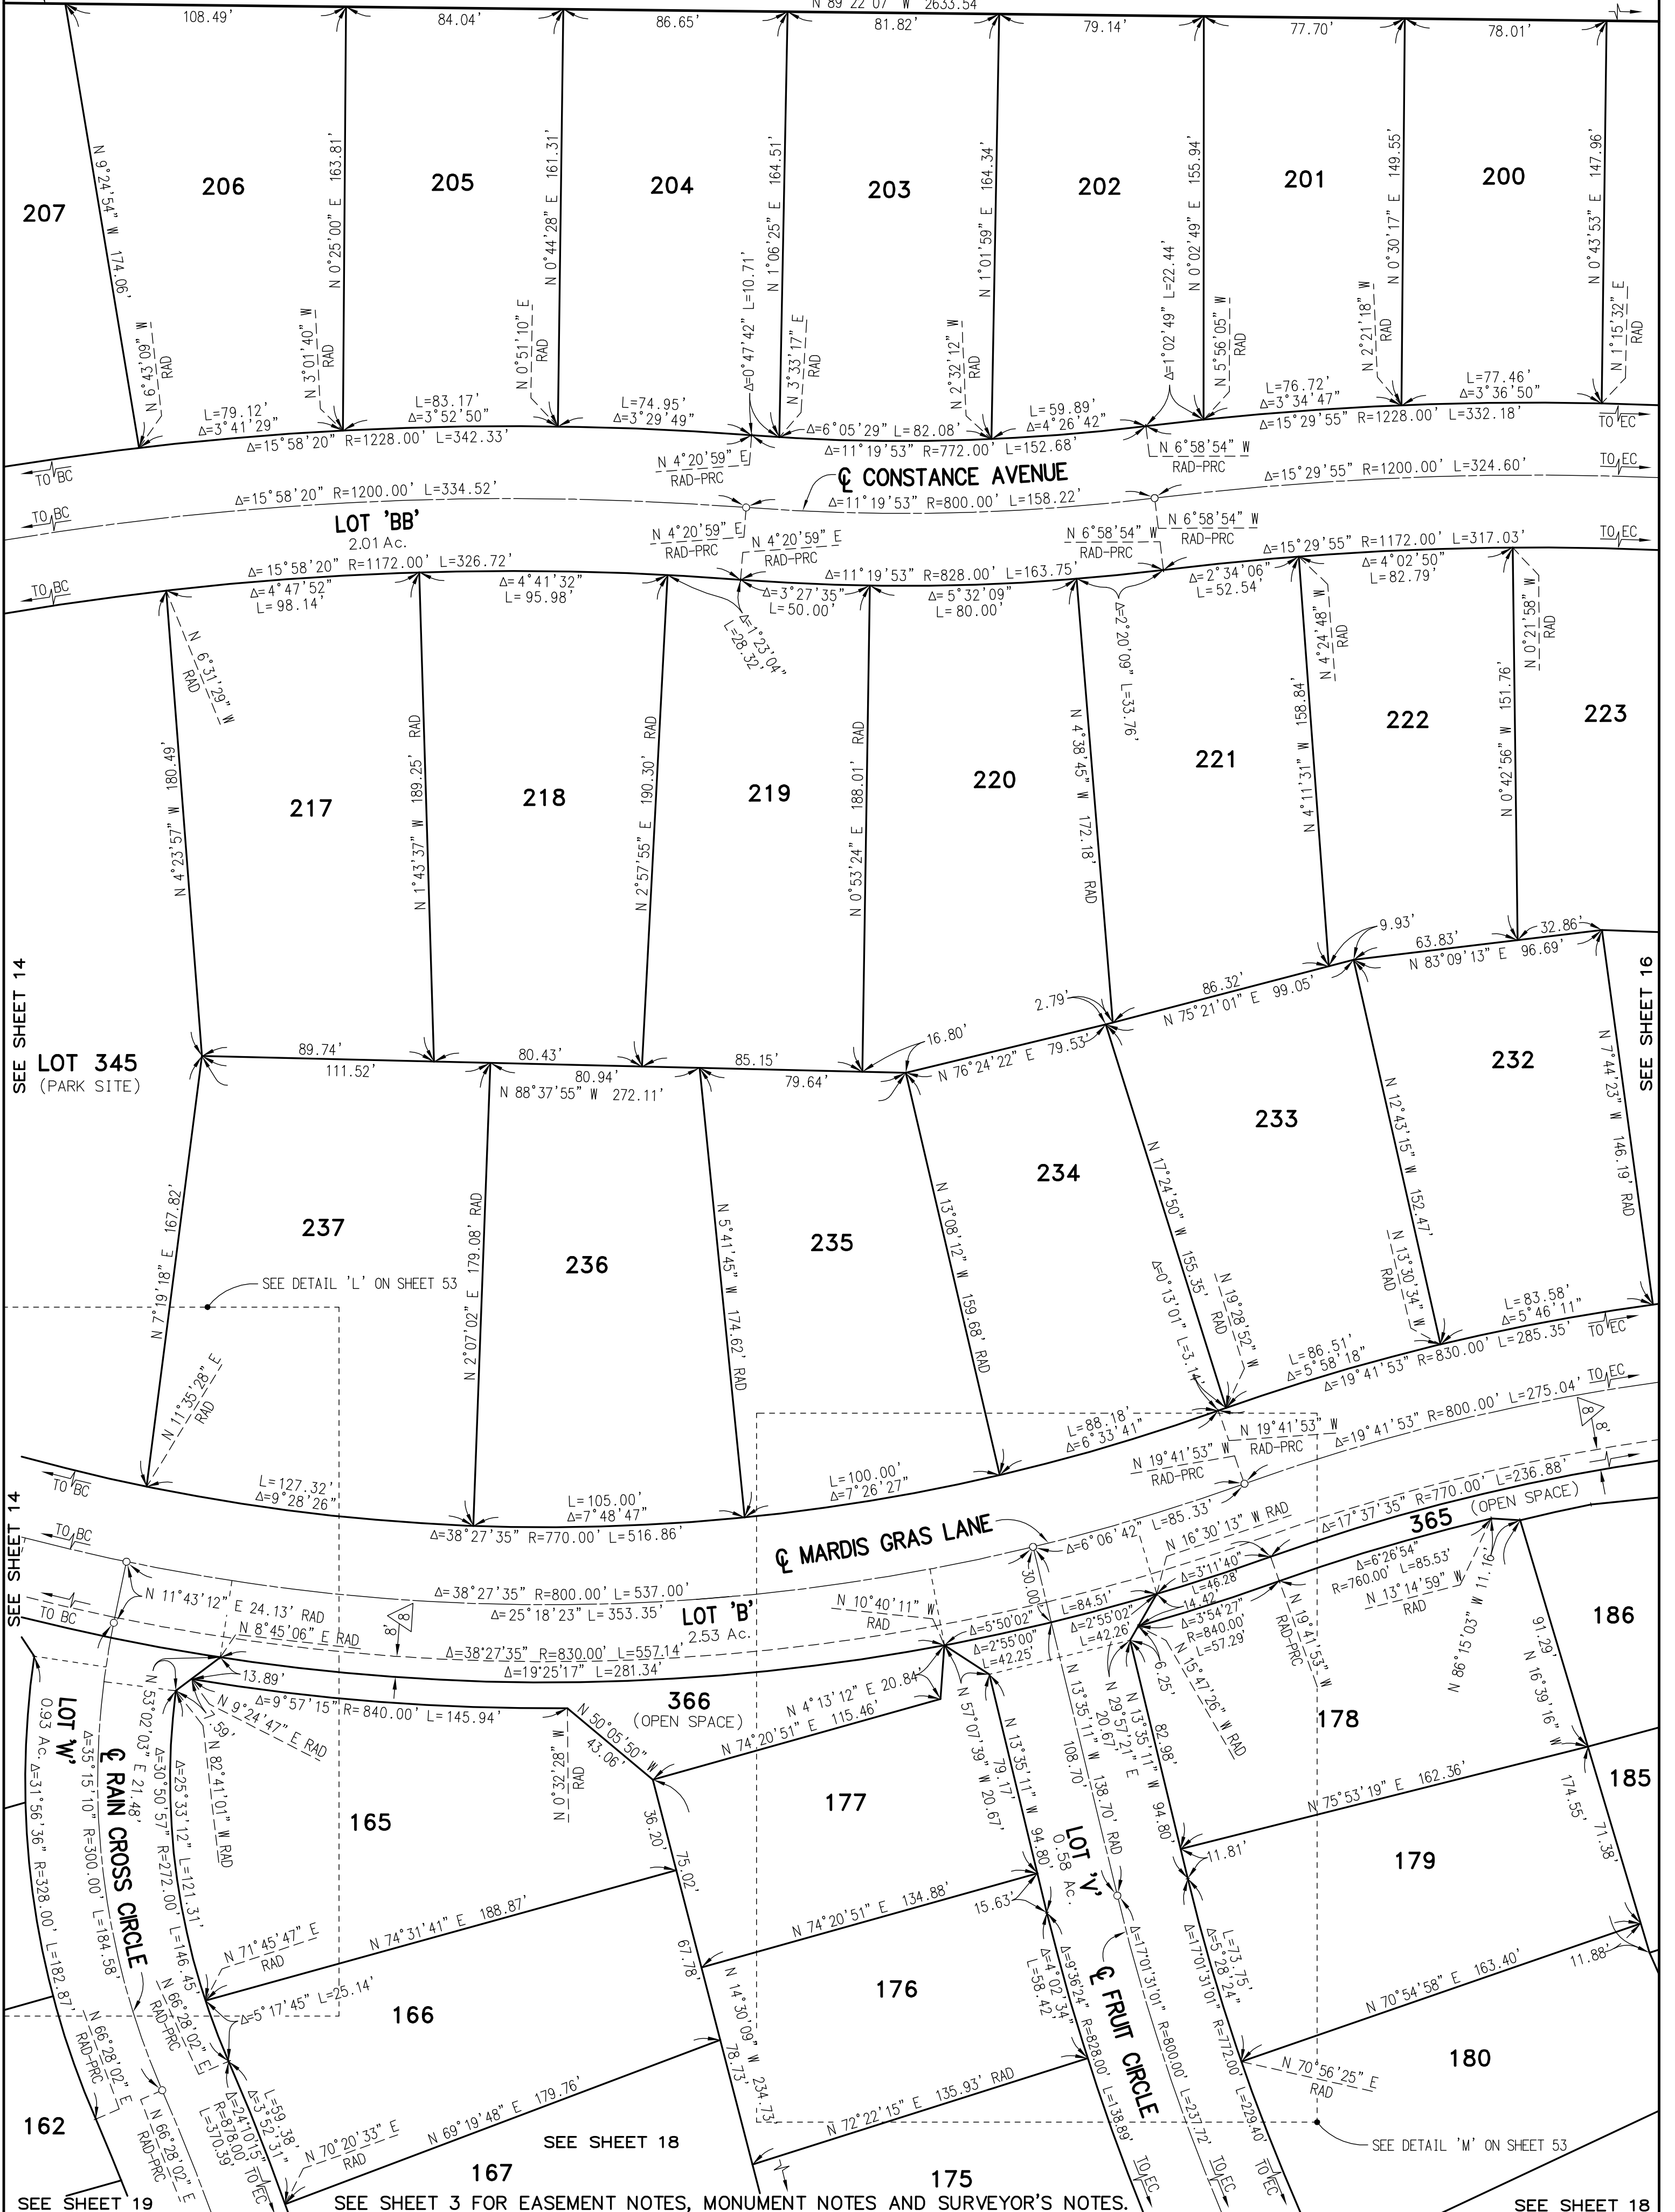 N 89°22'07" W 2633.54'
108.49'
84.04'
86.65'
81.82'
79.14'
77.70'
78.01'
N 9°24'54" W 174.06'
N 0°25'00" E 163.81'
N 0°44'28" E 161.31'
N 1°06'25" E 164.51'
N 1°01'59" E 164.34'
N 0°02'49" E 155.94'
N 0°30'17" E 149.55'
N 0°43'53" E 147.96'
207
206
205
204
203
202
201
200
N 6°43'09" W
RAD
N 3°01'40" W
RAD
N 0°51'10" E
RAD
Δ=0°47'42" L=10.71'
N 3°33'17" E
RAD
N 2°32'12" W
RAD
Δ=1°02'49" L=22.44'
N 5°56'05" W
RAD
N 2°21'18" W
RAD
N 1°15'32" E
RAD
L=79.12'
Δ=3°41'29"
L=83.17'
Δ=3°52'50"
L=74.95'
Δ=3°29'49"
Δ=6°05'29" L=82.08'
L=59.89'
Δ=4°26'42"
L=76.72'
Δ=3°34'47"
L=77.46'
Δ=3°36'50"
Δ=15°58'20" R=1228.00' L=342.33'
Δ=11°19'53" R=772.00' L=152.68'
Δ=15°29'55" R=1228.00' L=332.18'
TO EC
TO BC
N 4°20'59" E
RAD-PRC
N 6°58'54" W
RAD-PRC
℄ CONSTANCE AVENUE
Δ=15°58'20" R=1200.00' L=334.52'
Δ=11°19'53" R=800.00' L=158.22'
Δ=15°29'55" R=1200.00' L=324.60'
TO EC
TO BC
LOT 'BB'
2.01 Ac.
N 4°20'59" E
RAD-PRC
N 4°20'59" E
RAD-PRC
N 6°58'54" W
RAD-PRC
N 6°58'54" W
RAD-PRC
TO EC
TO BC
Δ=15°58'20" R=1172.00' L=326.72'
Δ=11°19'53" R=828.00' L=163.75'
Δ=15°29'55" R=1172.00' L=317.03'
Δ=4°47'52"
L=98.14'
Δ=4°41'32"
L=95.98'
Δ=1°23'04"
L=28.32'
Δ=3°27'35"
L=50.00'
Δ=5°32'09"
L=80.00'
Δ=2°20'09" L=33.76'
Δ=2°34'06"
L=52.54'
Δ=4°02'50"
L=82.79'
N 6°31'29" W
RAD
N 4°24'48" W
RAD
N 0°21'58" W
RAD
N 4°23'57" W 180.49'
N 1°43'37" W 189.25' RAD
N 2°57'55" E 190.30' RAD
N 0°53'24" E 188.01' RAD
N 4°38'45" W 172.18' RAD
N 4°11'31" W 158.84'
N 0°42'56" W 151.76'
217
218
219
220
221
222
223
SEE SHEET 14
LOT 345
(PARK SITE)
89.74'
111.52'
80.43'
80.94'
N 88°37'55" W 272.11'
85.15'
79.64'
16.80'
2.79'
N 76°24'22" E 79.53'
86.32'
N 75°21'01" E 99.05'
9.93'
63.83'
32.86'
N 83°09'13" E 96.69'
SEE SHEET 16
237
236
235
234
233
232
N 7°19'18" E 167.82'
N 2°07'02" E 179.08' RAD
N 5°41'45" W 174.62' RAD
N 13°08'12" W 159.68' RAD
N 17°24'50" W 155.35'
N 12°43'15" W 152.47'
N 7°44'23" W 146.19' RAD
SEE DETAIL 'L' ON SHEET 53
N 11°35'28" E
RAD
Δ=0°13'01" L=3.14'
N 19°28'52" W
RAD
N 13°30'34" W
RAD
L=127.32'
Δ=9°28'26"
L=105.00'
Δ=7°48'47"
L=100.00'
Δ=7°26'27"
L=88.18'
Δ=6°33'41"
L=86.51'
Δ=5°58'18"
L=83.58'
Δ=5°46'11"
Δ=38°27'35" R=770.00' L=516.86'
Δ=19°41'53" R=830.00' L=285.35'
TO EC
TO BC
N 19°41'53" W
RAD-PRC
N 19°41'53" W
RAD-PRC
Δ=19°41'53" R=800.00' L=275.04'
TO EC
8
8'
SEE SHEET 14
TO BC
TO BC
℄ MARDIS GRAS LANE
Δ=6°06'42" L=85.33'
Δ=38°27'35" R=800.00' L=537.00'
Δ=25°18'23" L=353.35'
LOT 'B'
2.53 Ac.
8
8'
Δ=38°27'35" R=830.00' L=557.14'
Δ=19°25'17" L=281.34'
N 11°43'12" E 24.13' RAD
N 8°45'06" E RAD
N 10°40'11" W
RAD
30.00'
Δ=5°50'02" L=84.51'
Δ=2°55'00"
L=42.25'
Δ=2°55'02"
L=42.26'
N 16°30'13" W RAD
Δ=3°11'40"
L=46.28'
14.42'
Δ=3°54'27"
R=840.00'
L=57.29'
Δ=17°37'35" R=770.00' L=236.88'
365 (OPEN SPACE)
Δ=6°26'54"
R=760.00' L=85.53'
N 13°14'59" W
RAD
N 86°15'03" W 11.16'
N 19°41'53" W
RAD-PRC
N 15°47'26" W RAD
6.25'
N 29°57'21" E
20.67'
91.29'
N 16°39'16" W
174.55'
71.38'
186
185
178
179
180
13.89'
7.59'
N 9°24'47" E RAD
Δ=9°57'15" R=840.00' L=145.94'
N 53°02'03" E 21.48'
N 82°41'01" W RAD
366
(OPEN SPACE)
N 50°05'50" W
43.06'
N 0°32'28" W
RAD
N 74°20'51" E 115.46'
N 4°13'12" E 20.84'
N 57°07'39" W 20.67'
N 13°35'11" W 94.80'
79.17'
N 13°35'11" W 138.70' RAD
108.70'
N 13°35'11" W 94.80'
82.98'
LOT 'W'
0.93 Ac.
Δ=31°56'36" R=328.00' L=182.87'
Δ=35°15'10" R=300.00' L=184.58'
℄ RAIN CROSS CIRCLE
Δ=30°50'57" R=272.00' L=146.45'
Δ=25°33'12" L=121.31'
165
177
36.20'
75.02'
67.78'
N 14°30'09" W 234.73'
78.73'
N 74°31'41" E 188.87'
N 71°45'47" E
RAD
N 74°20'51" E 134.88'
15.63'
LOT 'V'
0.58 Ac.
N 75°53'19" E 162.36'
11.81'
11.88'
N 70°54'58" E 163.40'
166
176
Δ=5°17'45" L=25.14'
N 66°28'02" E
RAD-PRC
N 66°28'02" E
RAD-PRC
N 66°28'02" E
RAD-PRC
L=59.38'
Δ=3°52'31"
Δ=24°10'15"
R=878.00'
L=370.39'
TO EC
N 70°20'33" E
RAD
N 69°19'48" E 179.76'
N 72°22'15" E 135.93' RAD
Δ=4°02'34"
L=58.42'
Δ=9°36'24" R=828.00' L=138.89'
℄ FRUIT CIRCLE
Δ=17°01'31" R=800.00' L=237.72'
Δ=17°01'31" R=772.00' L=229.40'
Δ=5°28'24"
L=73.75'
N 70°56'25" E
RAD
TO EC
TO EC
TO EC
SEE DETAIL 'M' ON SHEET 53
162
167
175
SEE SHEET 18
SEE SHEET 19
SEE SHEET 3 FOR EASEMENT NOTES, MONUMENT NOTES AND SURVEYOR'S NOTES.
SEE SHEET 18